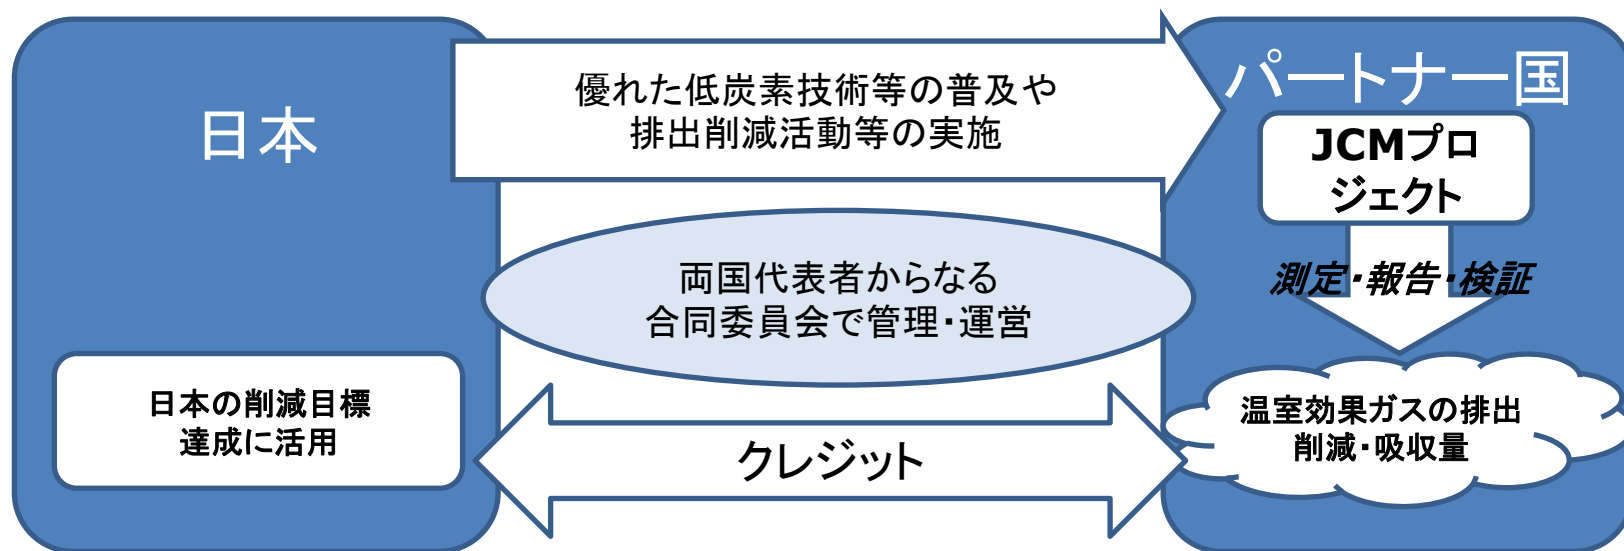 日本
優れた低炭素技術等の普及や
排出削減活動等の実施
パートナー国
JCMプロ
ジェクト
測定・報告・検証
両国代表者からなる
合同委員会で管理・運営
日本の削減目標
達成に活用
クレジット
温室効果ガスの排出
削減・吸収量